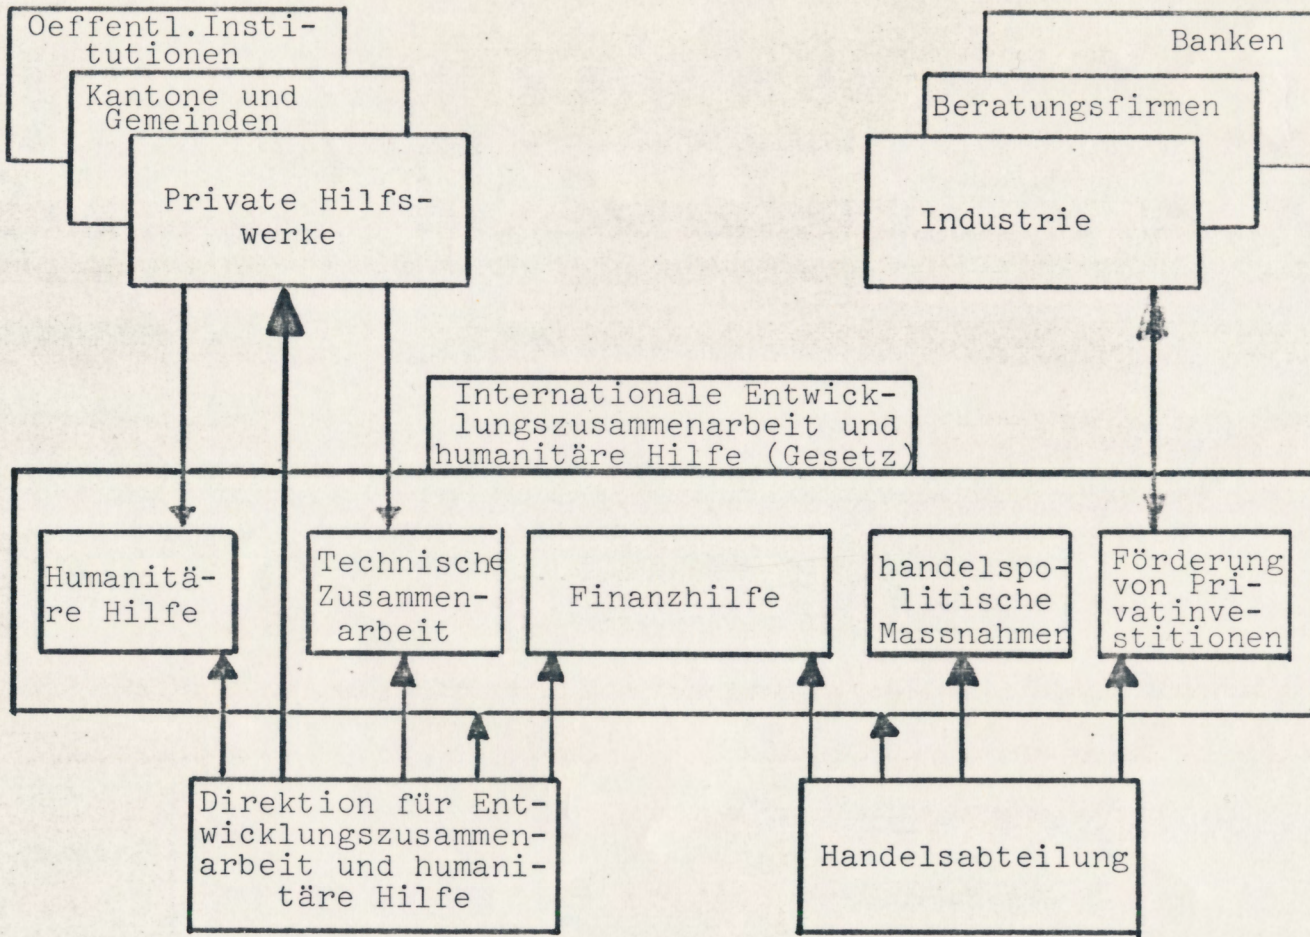 Oeffentl.Insti-
tutionen
Kantone und
Gemeinden
Private Hilfs-
werke
Banken
Beratungsfirmen
Industrie
Internationale Entwick-
lungszusammenarbeit und
humanitäre Hilfe (Gesetz)
Humanitä-
re Hilfe
Technische
Zusammen-
arbeit
Finanzhilfe
handelspo-
litische
Massnahmen
Förderung
von Pri-
vatinve-
stitionen
Direktion für Ent-
wicklungszusammen-
arbeit und humani-
täre Hilfe
Handelsabteilung